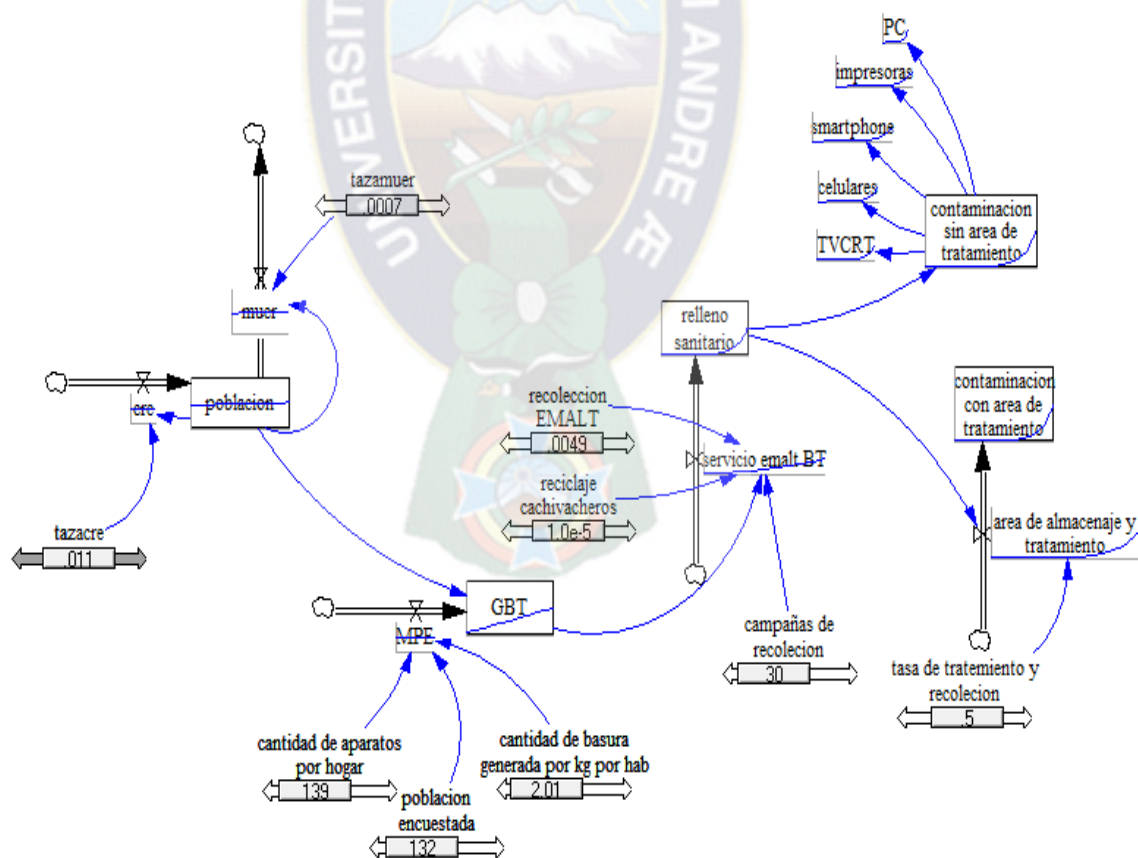 UNIVERSIT
N ANDRE Æ
PC
impresoras
smartphone
celulares
TVCRT
contaminacion
sin area de
tratamiento
tazamuer
.0007
muer
poblacion
crc
tazacre
.011
relleno
sanitario
contaminacion
con area de
tratamiento
recoleccion
EMALT
.0049
servicio emalt BT
reciclaje
cachivacheros
1.0e-5
area de almacenaje y
tratamiento
GBT
MPE
campañas de
recolecion
30
tasa de tratemiento y
recolecion
.5
cantidad de aparatos
por hogar
139
cantidad de basura
generada por kg por hab
2.01
poblacion
encuestada
132